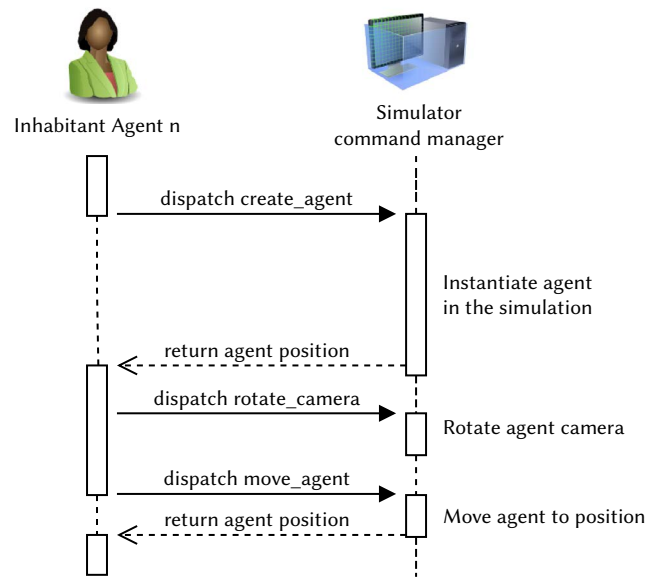 Inhabitant Agent n
Simulator
command manager
dispatch create_agent
Instantiate agent
in the simulation
return agent position
dispatch rotate_camera
Rotate agent camera
dispatch move_agent
Move agent to position
return agent position